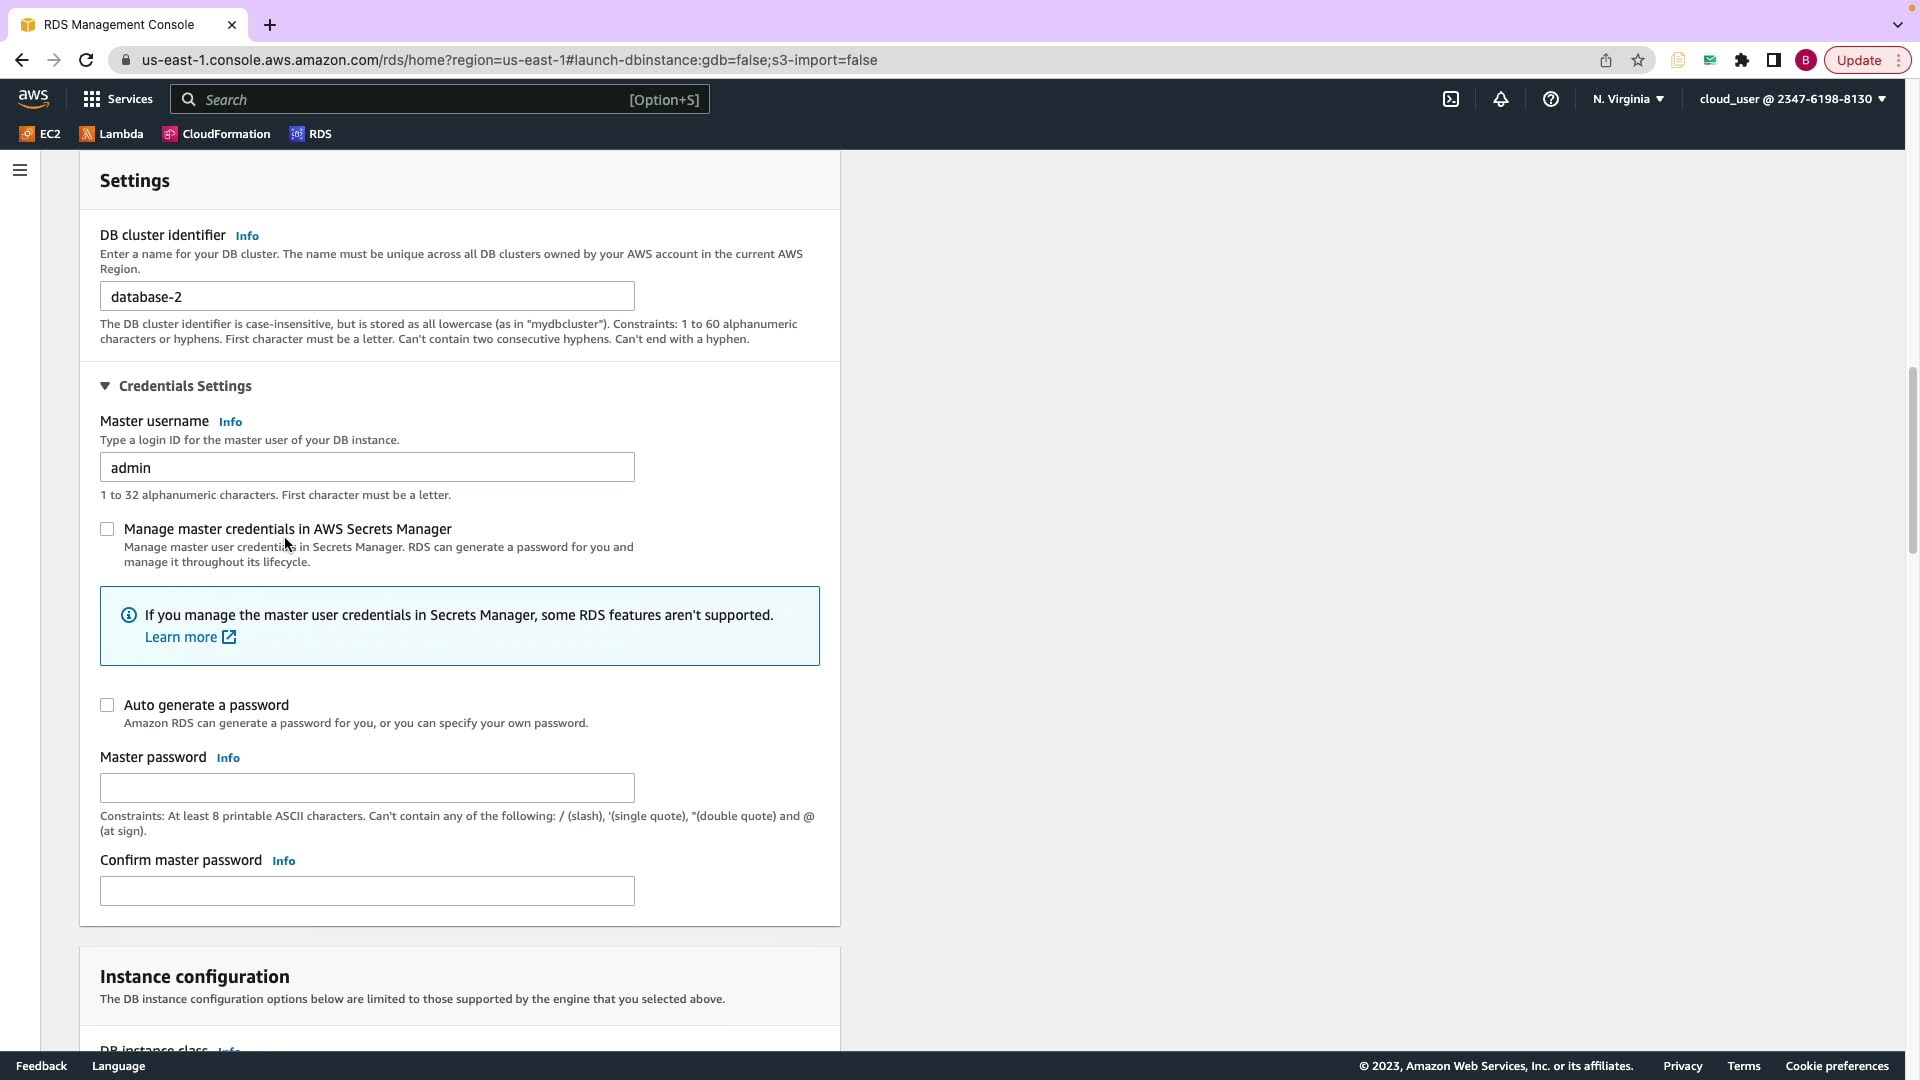 RDS Management Console
us-east-1.console.aws.amazon.com/rds/home?region=us-east-1#launch-dbinstance:gdb=false;s3-import=false
B
Update
aws
Services
Search
[Option+S]
N. Virginia
cloud_user @ 2347-6198-8130
EC2
Lambda
CloudFormation
RDS
Settings
DB cluster identifier Info
Enter a name for your DB cluster. The name must be unique across all DB clusters owned by your AWS account in the current AWS
Region.
database-2
The DB cluster identifier is case-insensitive, but is stored as all lowercase (as in "mydbcluster"). Constraints: 1 to 60 alphanumeric
characters or hyphens. First character must be a letter. Can't contain two consecutive hyphens. Can't end with a hyphen.
Credentials Settings
Master username Info
Type a login ID for the master user of your DB instance.
admin
1 to 32 alphanumeric characters. First character must be a letter.
Manage master credentials in AWS Secrets Manager
Manage master user credentials in Secrets Manager. RDS can generate a password for you and
manage it throughout its lifecycle.
If you manage the master user credentials in Secrets Manager, some RDS features aren't supported.
Learn more
Auto generate a password
Amazon RDS can generate a password for you, or you can specify your own password.
Master password Info
Constraints: At least 8 printable ASCII characters. Can't contain any of the following: / (slash), '(single quote), "(double quote) and @
(at sign).
Confirm master password Info
Instance configuration
The DB instance configuration options below are limited to those supported by the engine that you selected above.
DB instance class Info
Feedback
Language
© 2023, Amazon Web Services, Inc. or its affiliates.
Privacy
Terms
Cookie preferences